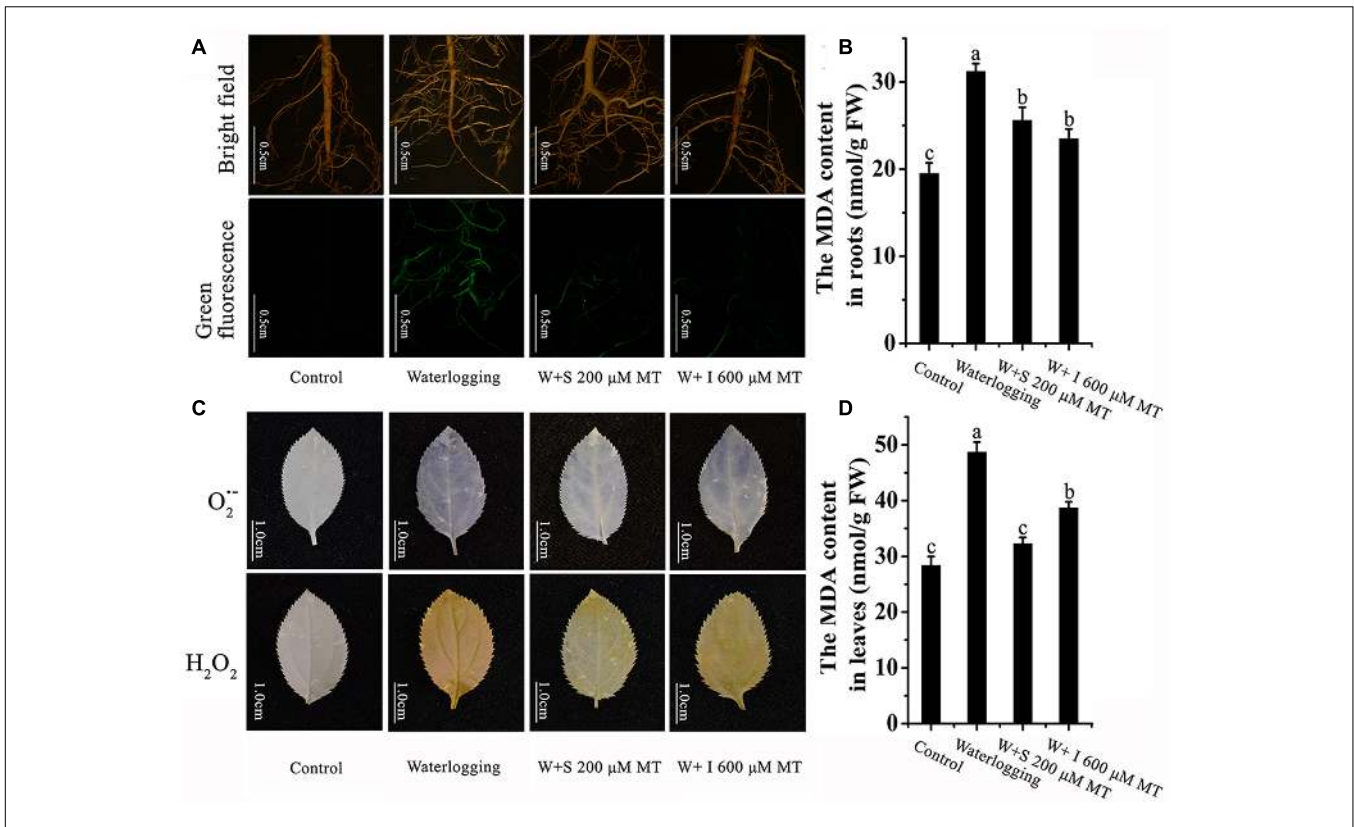 A
Bright field
0.5cm
0.5cm
0.5cm
0.5cm
Green
fluorescence
0.5cm
0.5cm
0.5cm
0.5cm
Control
Waterlogging
W+S 200 μM MT
W+ I 600 μM MT
B
The MDA content
in roots (nmol/g FW)
30
20
10
0
c
a
b
b
Control
Waterlogging
W+S 200 μM MT
W+ I 600 μM MT
C
O₂·−
1.0cm
1.0cm
1.0cm
1.0cm
H₂O₂
1.0cm
1.0cm
1.0cm
1.0cm
Control
Waterlogging
W+S 200 μM MT
W+ I 600 μM MT
D
The MDA content
in leaves (nmol/g FW)
50
40
30
20
10
0
c
a
c
b
Control
Waterlogging
W+S 200 μM MT
W+ I 600 μM MT